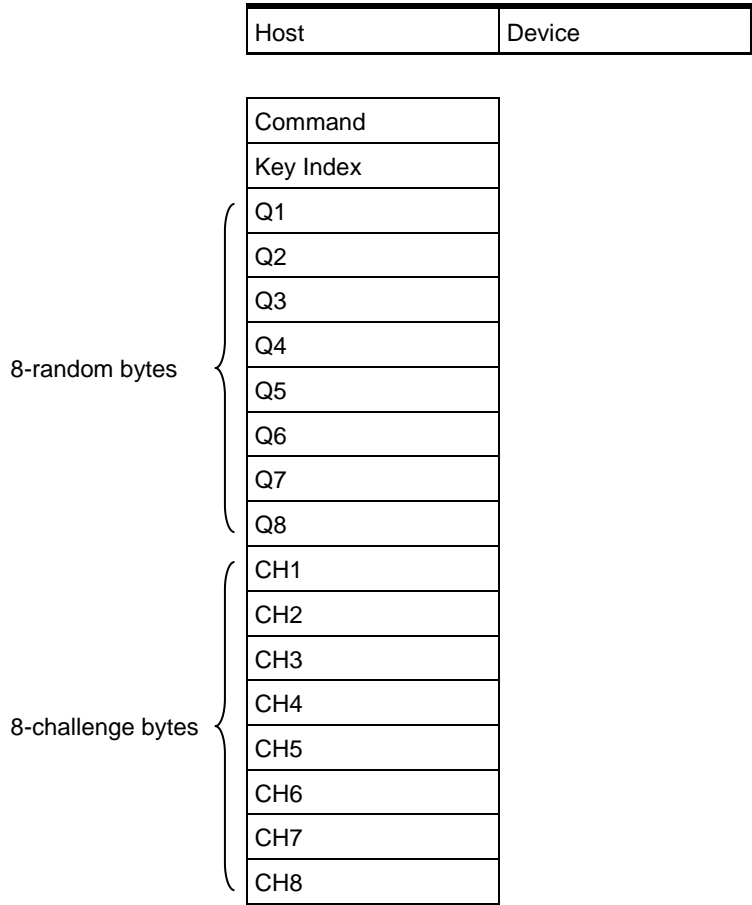 Host Device
Command
Key Index
Q1
Q2
Q3
Q4
8-random bytes
Q5
Q6
Q7
Q8
CH1
CH2
CH3
CH4
8-challenge bytes
CH5
CH6
CH7
CH8